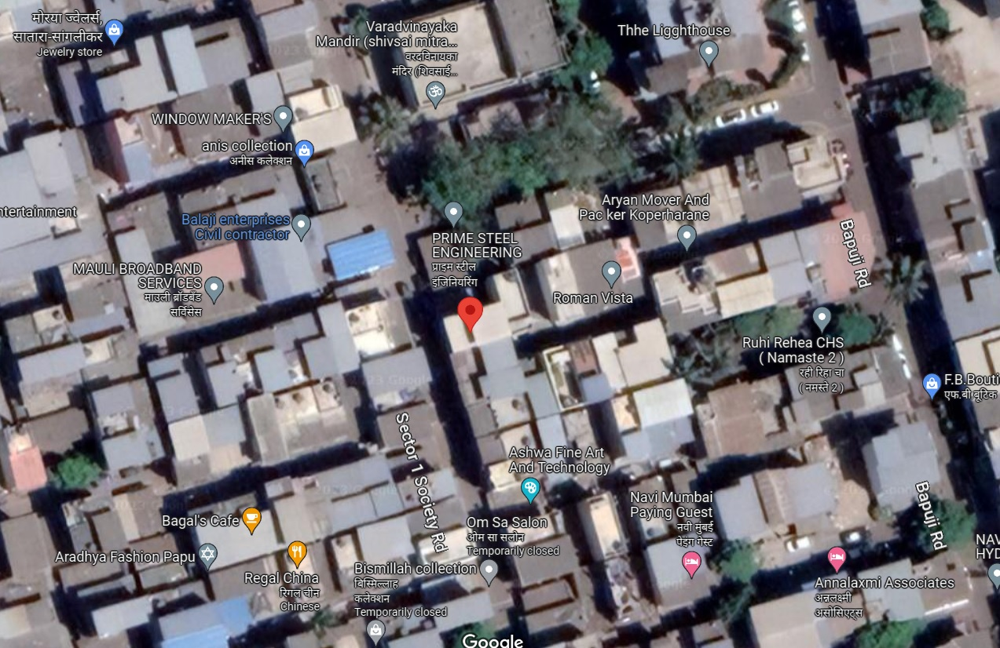 मोरया ज्वेलर्स,
सातारा-सांगलीकर
Jewelry store
Varadvinayaka
Mandir (shivsai mitra...
वरदविनायका
मंदिर (शिवसाई...
Thhe Ligghthouse
WINDOW MAKER'S
anis collection
अनीस कलेक्शन
ntertainment
Balaji enterprises
Civil contractor
PRIME STEEL
ENGINEERING
प्राइम स्टील
इंजिनियरिंग
Aryan Mover And
Pac ker Koperharane
Bapuji Rd
MAULI BROADBAND
SERVICES
माउली ब्रॉडबँड
सर्विसेस
Roman Vista
Ruhi Rehea CHS
( Namaste 2 )
रही रिहा चा
( नमस्ते 2 )
F.B.Bouti
एफ.बी.बूटिक
Sector 1 Society Rd
Ashwa Fine Art
And Technology
Navi Mumbai
Paying Guest
नवी मुंबई
पेइंग गेस्ट
Bapuji Rd
Bagal's Cafe
Om Sa Salon
ओम सा सलोन
Temporarily closed
Aradhya Fashion Papu
Regal China
रिगल चीन
Chinese
Bismillah collection
बिस्मिल्लाह
कलेक्शन
Temporarily closed
NAV
HYD
Annalaxmi Associates
अन्नलक्ष्मी
असोसिएट्स
Google